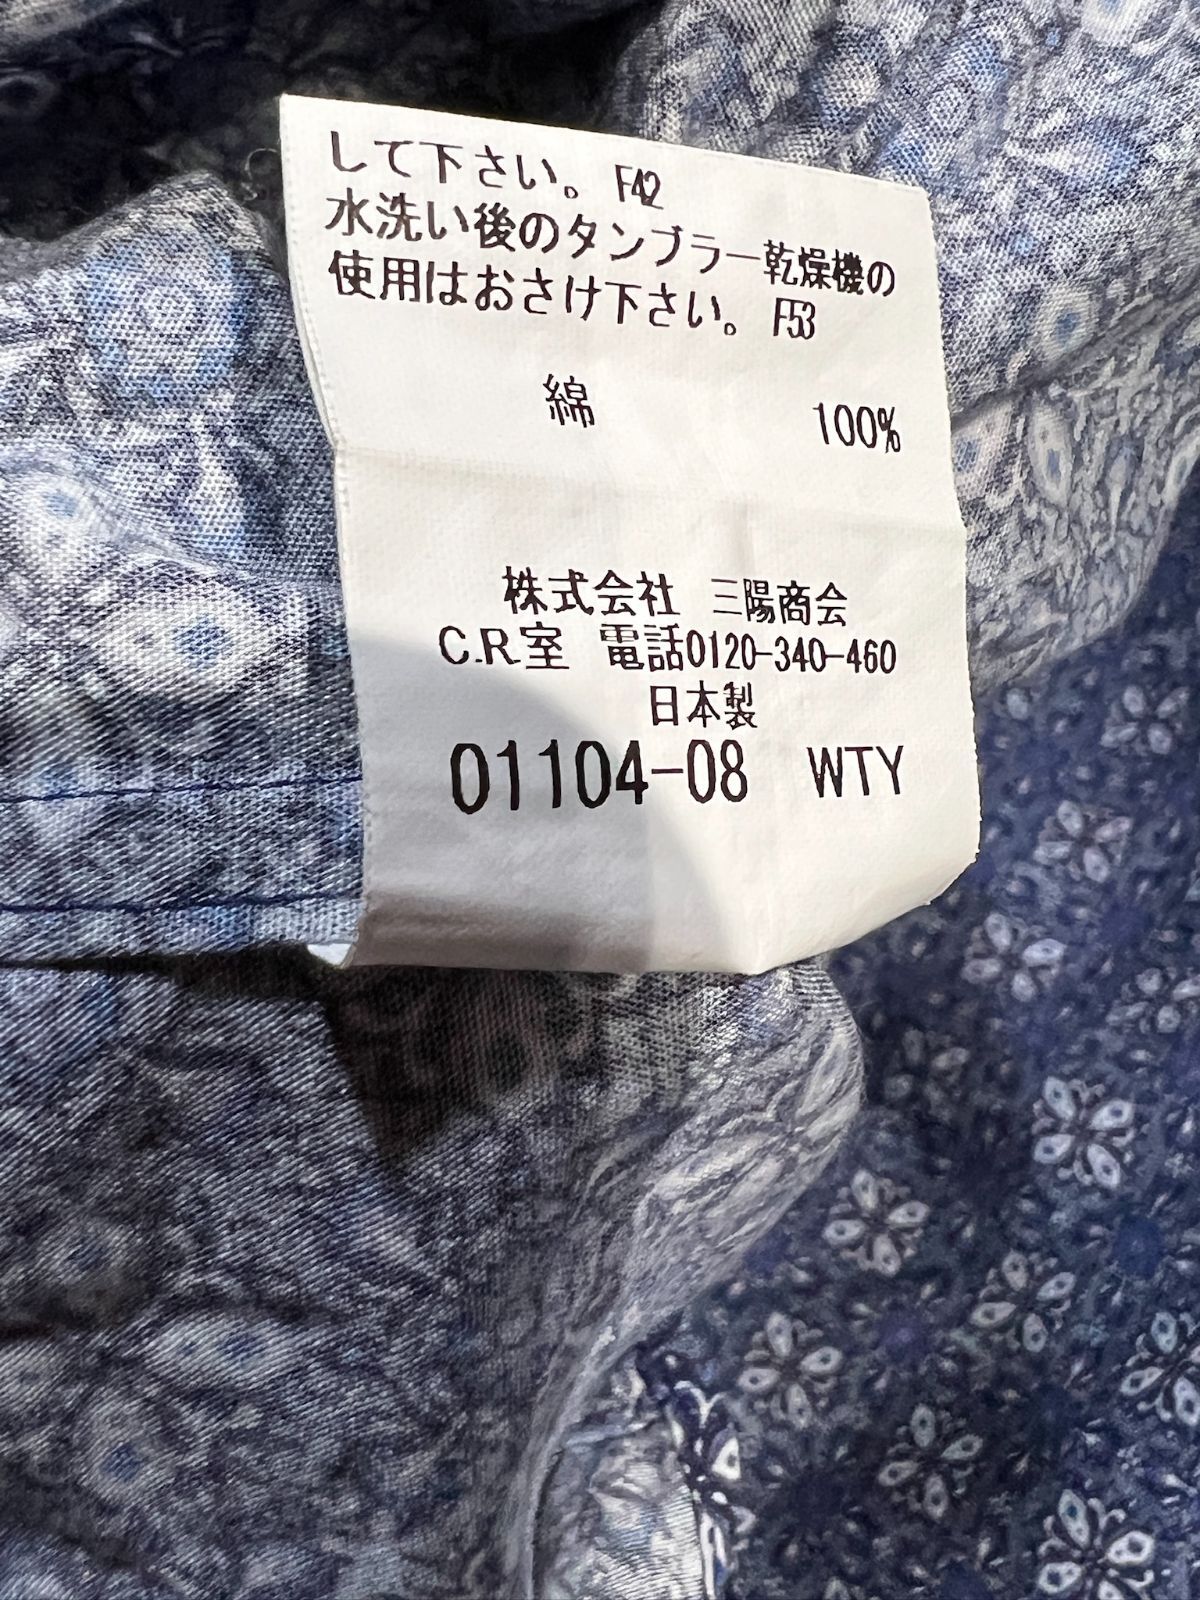 して下さい。 F42
水洗い後のタンブラー乾燥機の
使用はおさけ下さい。 F53
綿 100%
株式会社 三陽商会
C.R.室 電話0120-340-460
日本製
01104-08 WTY